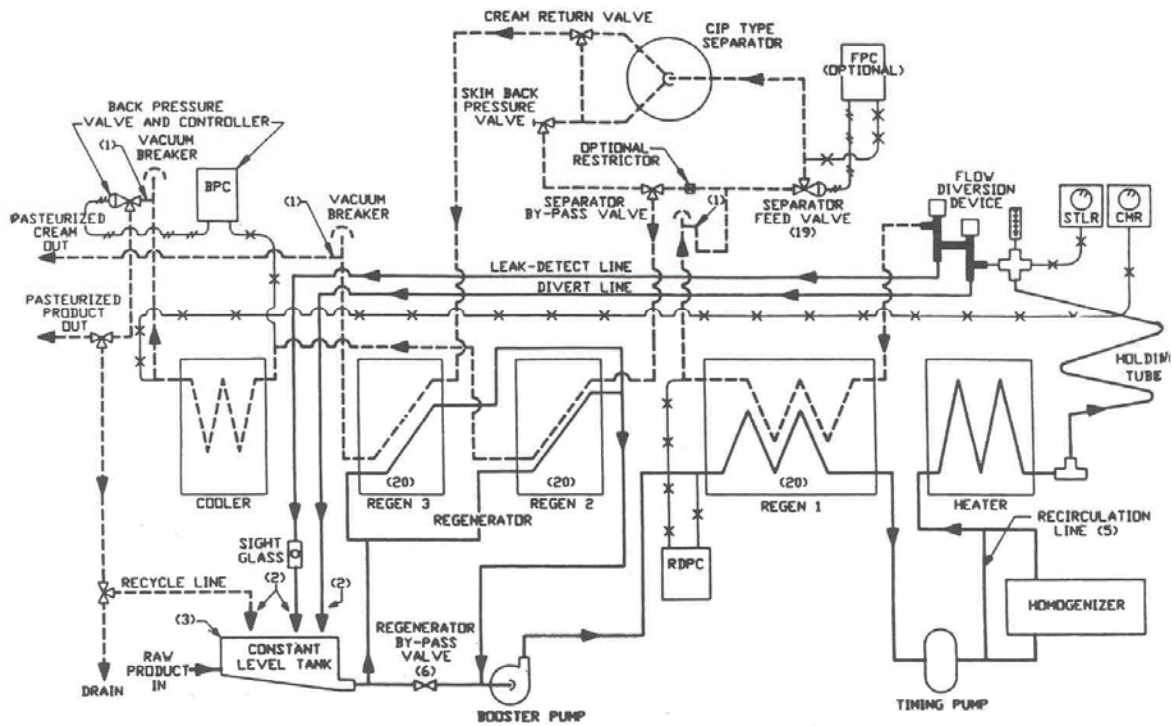 CREAM RETURN VALVE
CIP TYPE
SEPARATOR
FPC
(OPTIONAL)
SKIM BACK
PRESSURE
VALVE
BACK PRESSURE
VALVE AND CONTROLLER
(1)
VACUUM
BREAKER
BPC
OPTIONAL
RESTRICTOR
FLOW
DIVERSION
DEVICE
STLR
CMR
(1)
VACUUM
BREAKER
SEPARATOR
BY-PASS VALVE
(1)
SEPARATOR
FEED VALVE
(19)
PASTEURIZED
CREAM
OUT
LEAK-DETECT LINE
DIVERT LINE
PASTEURIZED
PRODUCT
OUT
HOLDIN
TUBE
(20)
(20)
(20)
COOLER
REGEN 3
REGEN 2
REGEN 1
HEATER
REGENERATOR
RECIRCULATION
LINE (5)
SIGHT
GLASS
RDPC
RECYCLE LINE
(2)
(2)
HOMOGENIZER
(3)
CONSTANT
LEVEL TANK
REGENERATOR
BY-PASS
VALVE
(6)
RAW
PRODUCT
IN
DRAIN
BOOSTER PUMP
TIMING PUMP